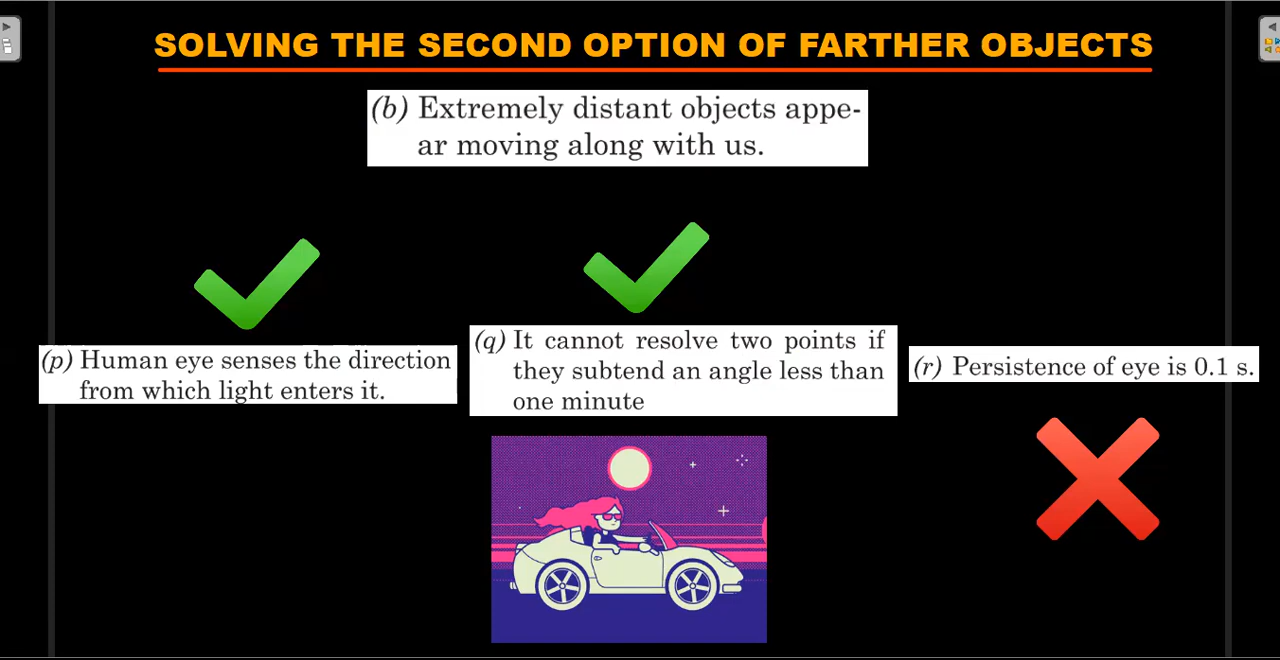 SOLVING THE SECOND OPTION OF FARTHER OBJECTS
(b) Extremely distant objects appe-
ar moving along with us.
(p) Human eye senses the direction
from which light enters it.
(q) It cannot resolve two points if
they subtend an angle less than
one minute
(r) Persistence of eye is 0.1 s.